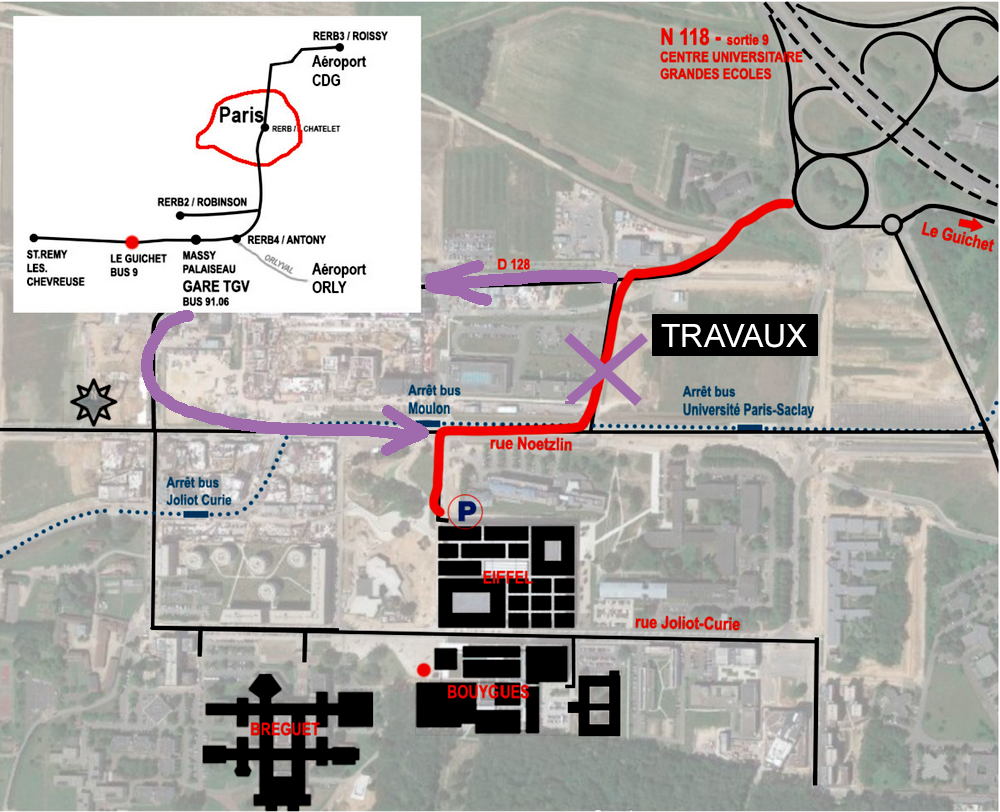 RERB3 / ROISSY
Aéroport
CDG
Paris
RERB / CHATELET
RERB2 / ROBINSON
RERB4 / ANTONY
ST.REMY
LES.
CHEVREUSE
LE GUICHET
BUS 9
MASSY
PALAISEAU
GARE TGV
BUS 91.06
ORLYVAL
Aéroport
ORLY
N 118 - sortie 9
CENTRE UNIVERSITAIRE
GRANDES ECOLES
Le Guichet
D 128
TRAVAUX
Arrêt bus
Moulon
Arrêt bus
Université Paris-Saclay
rue Noetzlin
Arrêt bus
Joliot Curie
P
EIFFEL
rue Joliot-Curie
BOUYGUES
BREGUET